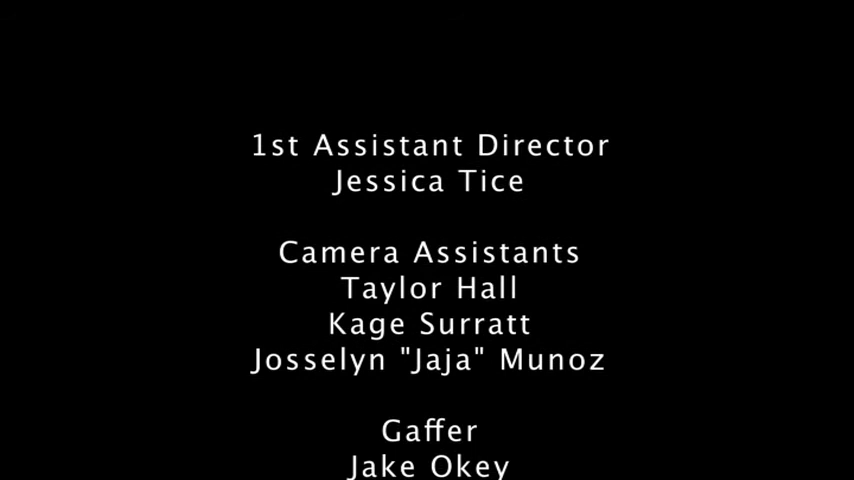 1st Assistant Director
Jessica Tice
Camera Assistants
Taylor Hall
Kage Surratt
Josselyn "Jaja" Munoz
Gaffer
Jake Okey